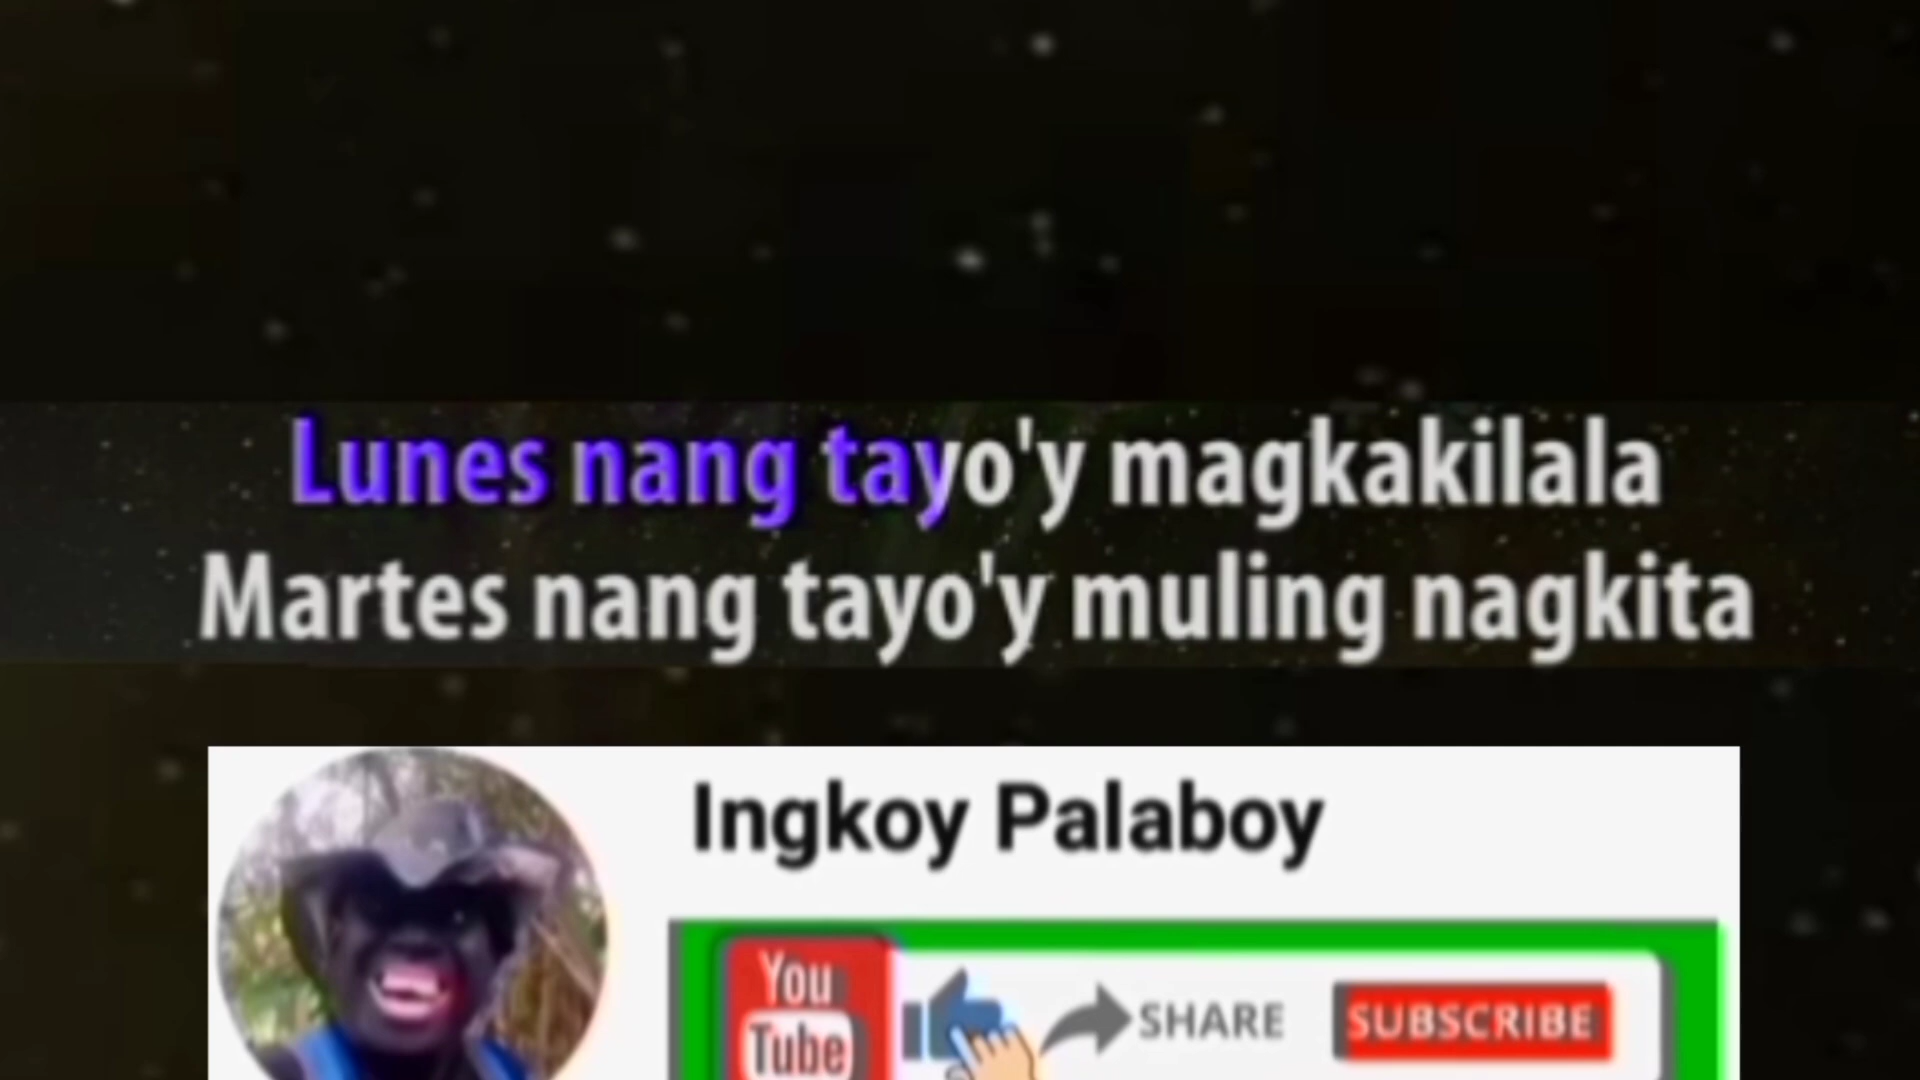 Lunes nang tayo'y magkakilala
Martes nang tayo'y muling nagkita
Ingkoy Palaboy
You
Tube
SHARE
SUBSCRIBE